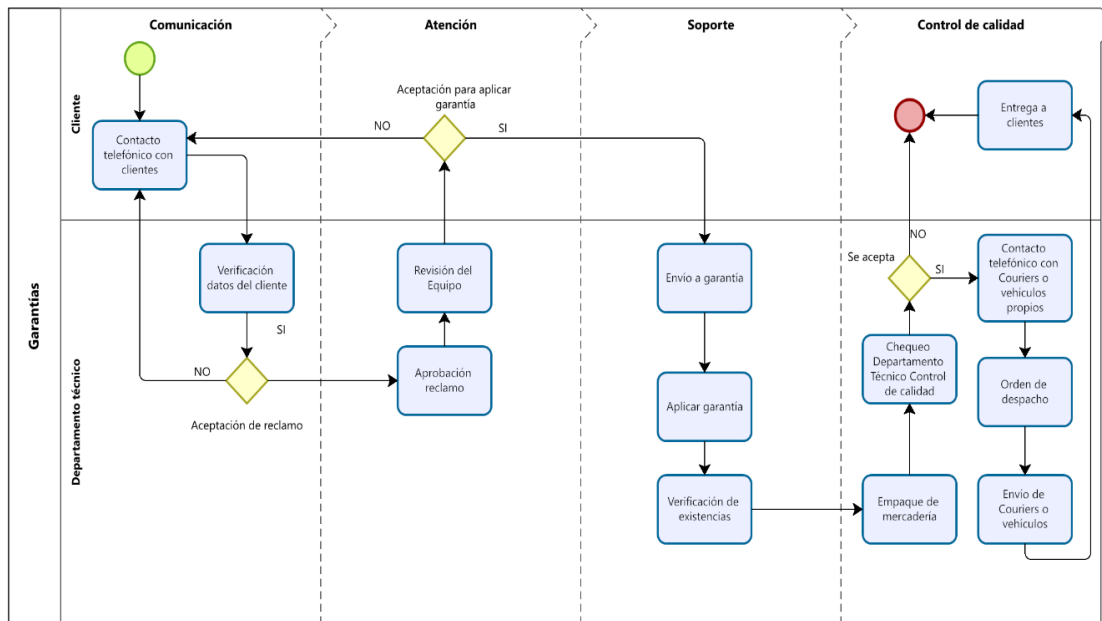 Comunicación
Atención
Soporte
Control de calidad
Garantías
Cliente
Departamento técnico
Contacto
telefónico con
clientes
Aceptación para aplicar
garantía
NO
SI
Entrega a
clientes
Verificación
datos del cliente
SI
NO
Aceptación de reclamo
Revisión del
Equipo
Aprobación
reclamo
Envío a garantía
Aplicar garantía
Verificación de
existencias
Se acepta
NO
SI
Chequeo
Departamento
Técnico Control
de calidad
Empaque de
mercadería
Contacto
telefónico con
Couriers o
vehículos
propios
Orden de
despacho
Envío de
Couriers o
vehículos